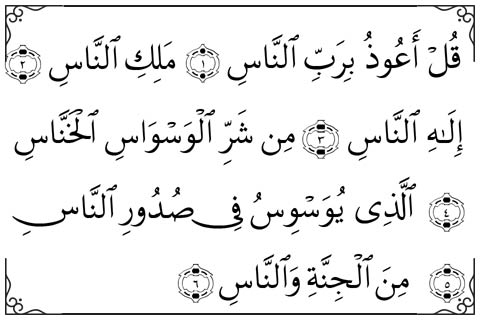 قُلْ أَعُوذُ بِرَبِّ ٱلنَّاسِ ١ مَلِكِ ٱلنَّاسِ ٢
إِلَـٰهِ ٱلنَّاسِ ٣ مِن شَرِّ ٱلْوَسْوَاسِ ٱلْخَنَّاسِ
٤ ٱلَّذِى يُوَسْوِسُ فِى صُدُورِ ٱلنَّاسِ
٥ مِنَ ٱلْجِنَّةِ وَٱلنَّاسِ ٦